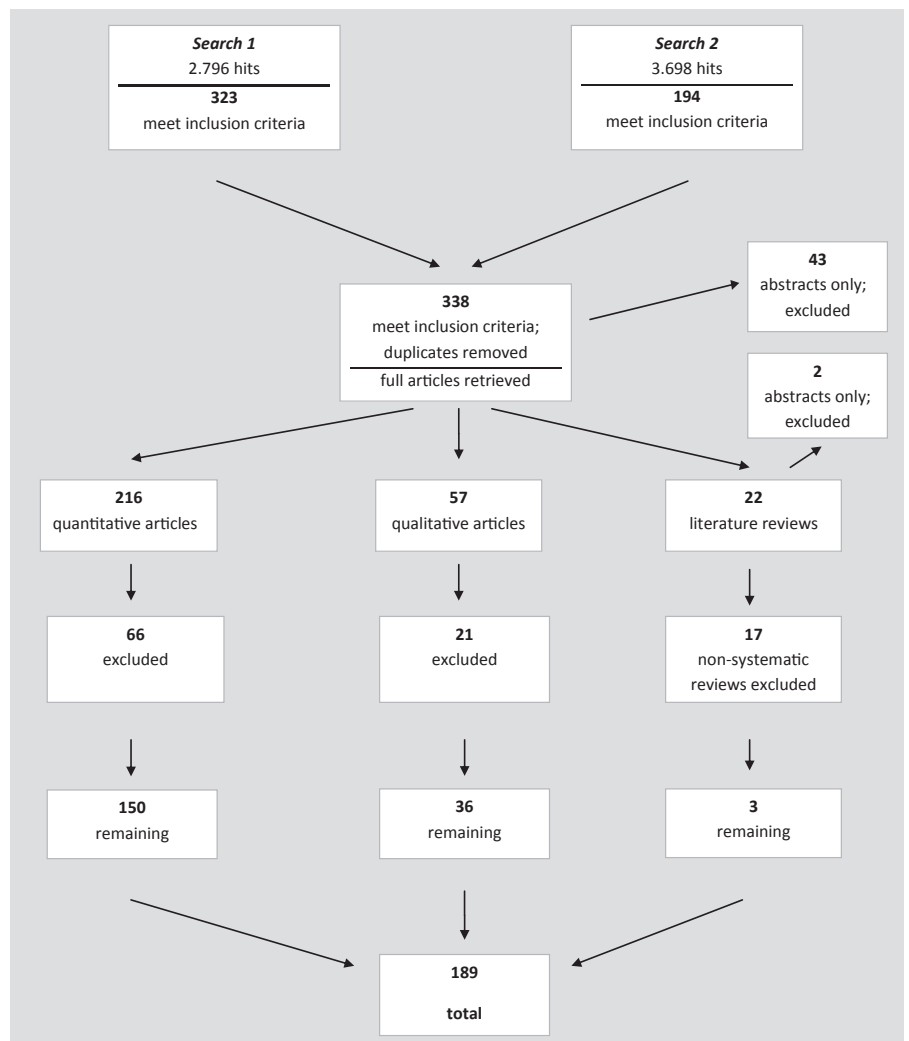 Search 1
2.796 hits
323
meet inclusion criteria
Search 2
3.698 hits
194
meet inclusion criteria
43
abstracts only;
excluded
338
meet inclusion criteria;
duplicates removed
full articles retrieved
2
abstracts only;
excluded
216
quantitative articles
57
qualitative articles
22
literature reviews
66
excluded
21
excluded
17
non-systematic
reviews excluded
150
remaining
36
remaining
3
remaining
189
total